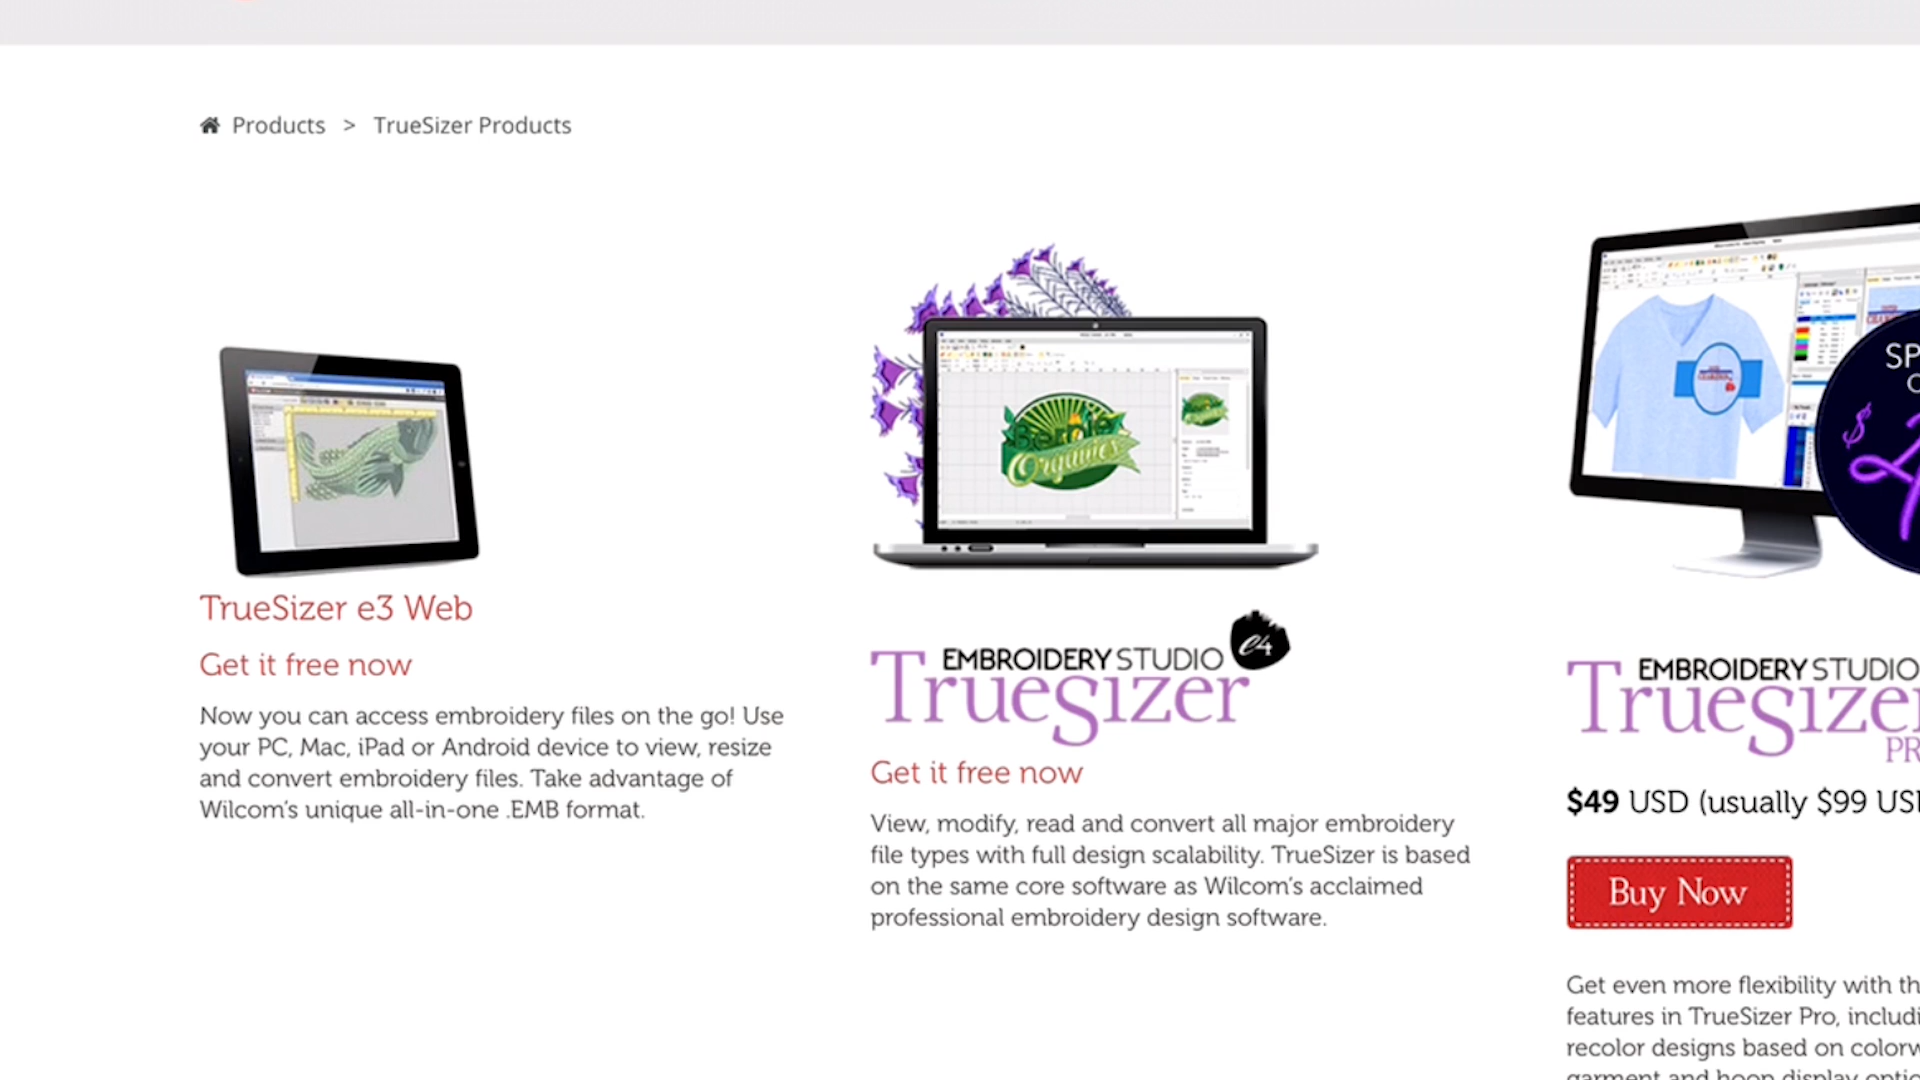 Products > TrueSizer Products
TrueSizer e3 Web
Get it free now
Now you can access embroidery files on the go! Use
your PC, Mac, iPad or Android device to view, resize
and convert embroidery files. Take advantage of
Wilcom's unique all-in-one .EMB format.
Organics
EMBROIDERY STUDIO e4
TrueSizer
Get it free now
View, modify, read and convert all major embroidery
file types with full design scalability. TrueSizer is based
on the same core software as Wilcom's acclaimed
professional embroidery design software.
SP
$
EMBROIDERY STUDIO
TrueSizer
PR
$49 USD (usually $99 USD
Buy Now
Get even more flexibility with th
features in TrueSizer Pro, includi
recolor designs based on colorw
garment and hoop display optio